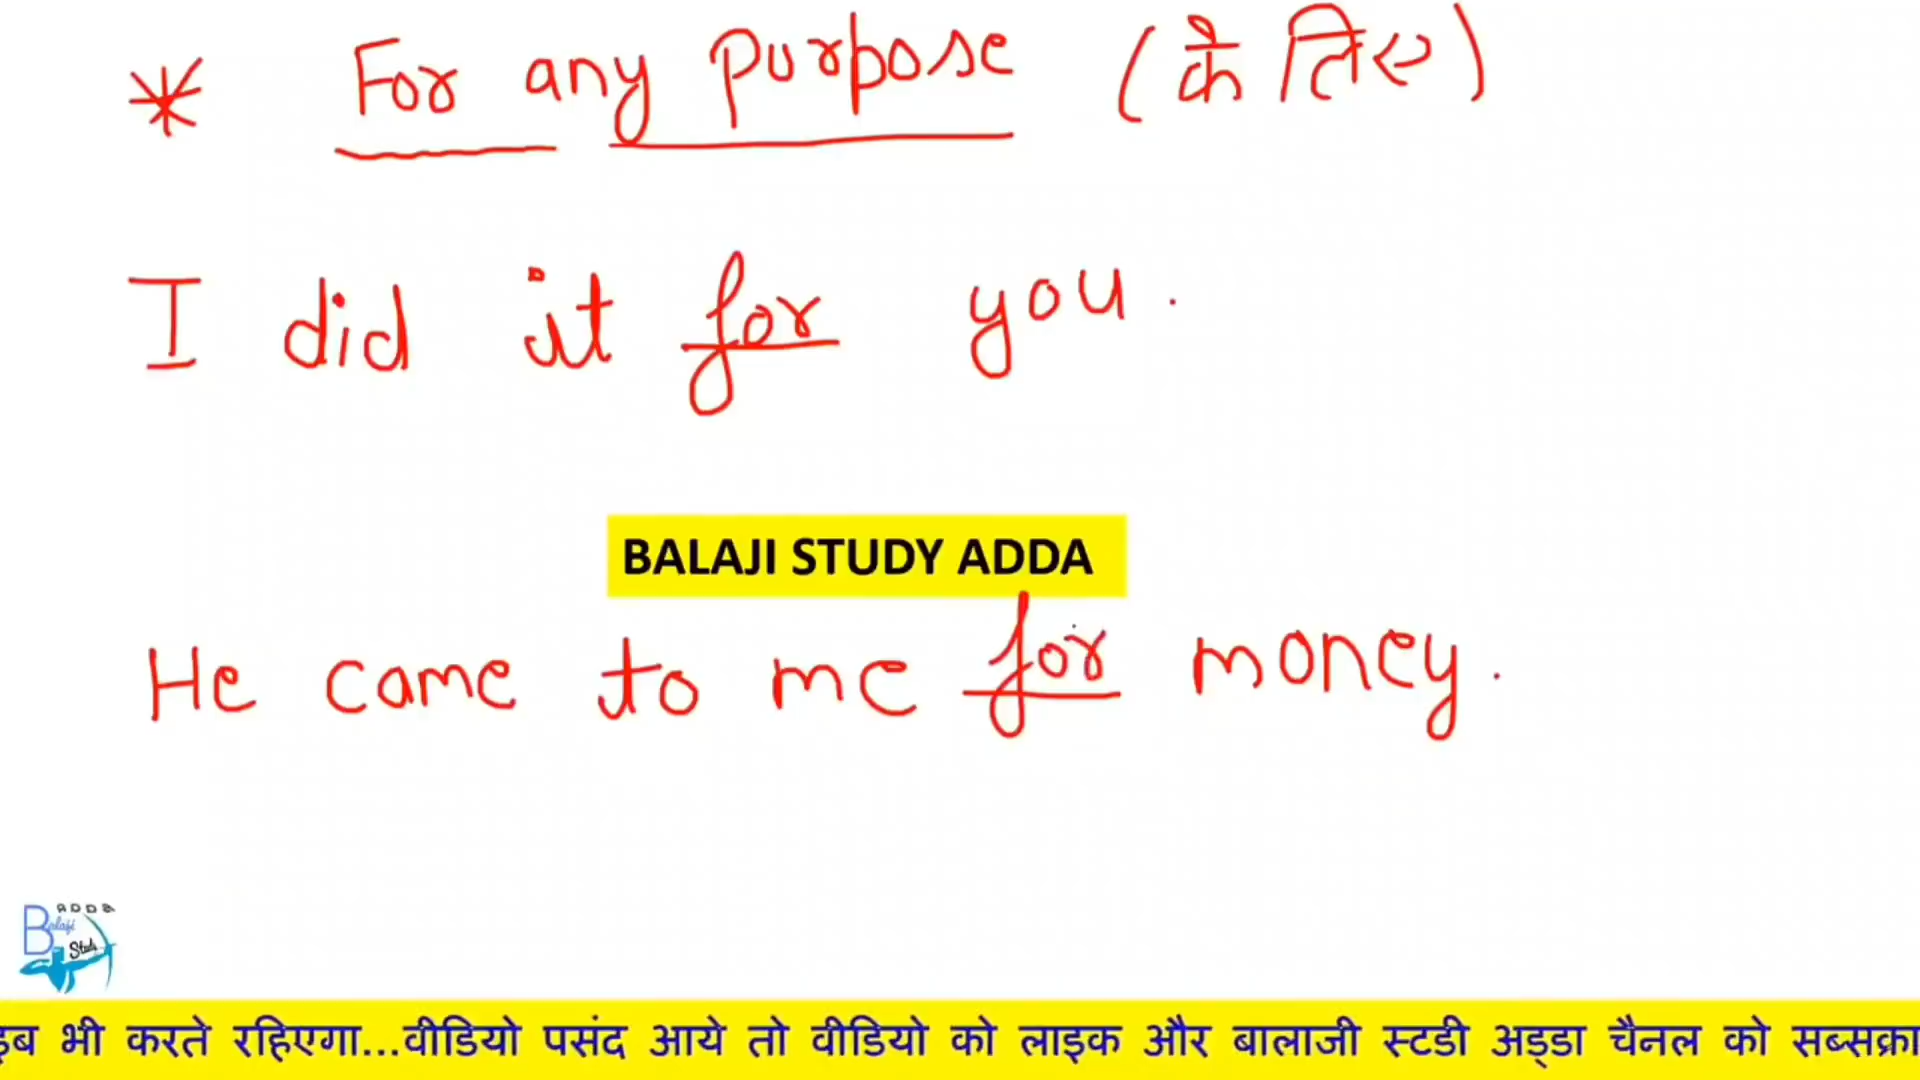 * For any purpose (के लिए)
I did it for you.
BALAJI STUDY ADDA
He came to me for money.
ADDA
Balaji
Study
इब भी करते रहिएगा...वीडियो पसंद आये तो वीडियो को लाइक और बालाजी स्टडी अड्डा चैनल को सब्सक्रा